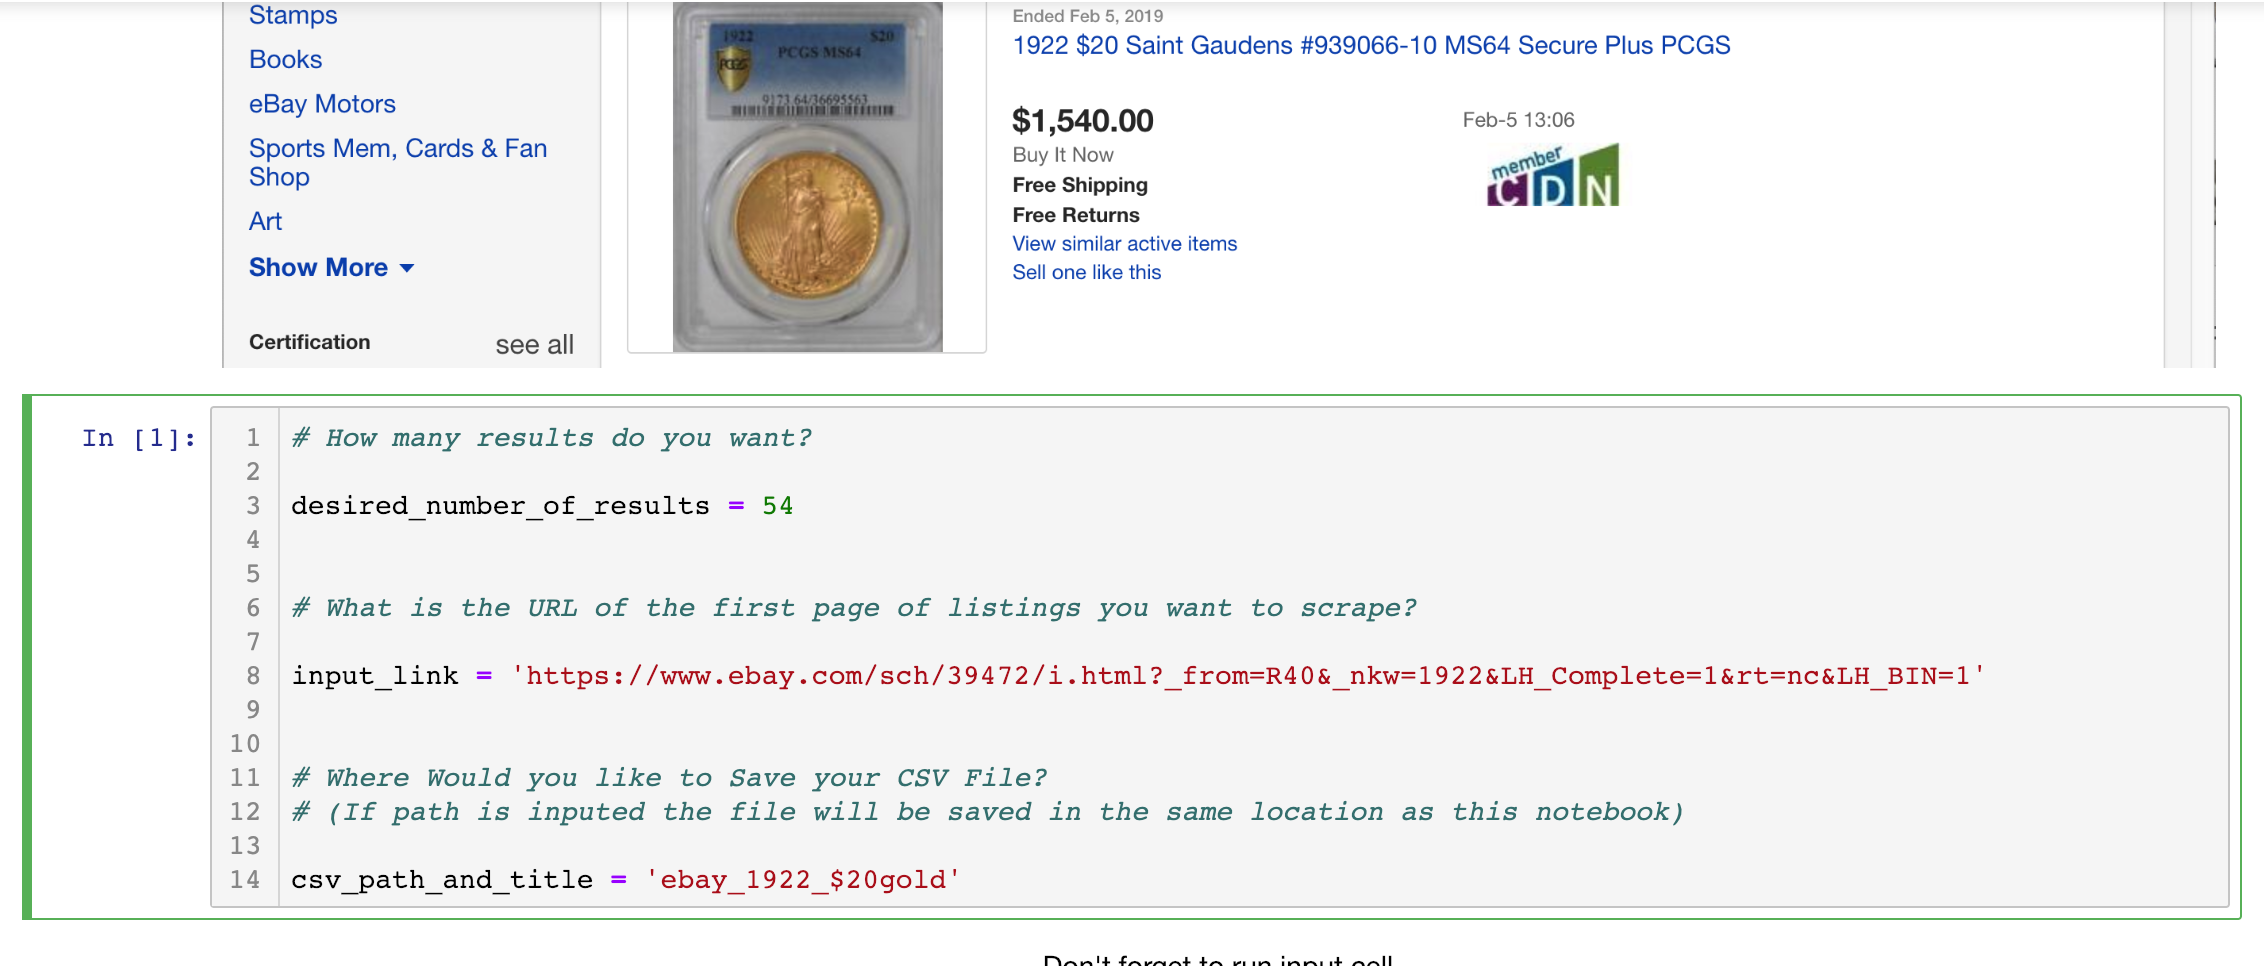 Stamps
Books
eBay Motors
Sports Mem, Cards & Fan
Shop
Art
Show More
Certification see all
1922 $20
PCGS MS64
PCGS
9173.64/36695563
Ended Feb 5, 2019
1922 $20 Saint Gaudens #939066-10 MS64 Secure Plus PCGS
$1,540.00
Buy It Now
Free Shipping
Free Returns
View similar active items
Sell one like this
Feb-5 13:06
member
CDN
In [1]:
1 # How many results do you want?
2
3 desired_number_of_results = 54
4
5
6 # What is the URL of the first page of listings you want to scrape?
7
8 input_link = 'https://www.ebay.com/sch/39472/i.html?_from=R40&_nkw=1922&LH_Complete=1&rt=nc&LH_BIN=1'
9
10
11 # Where Would you like to Save your CSV File?
12 # (If path is inputed the file will be saved in the same location as this notebook)
13
14 csv_path_and_title = 'ebay_1922_$20gold'
Don't forget to run input cell